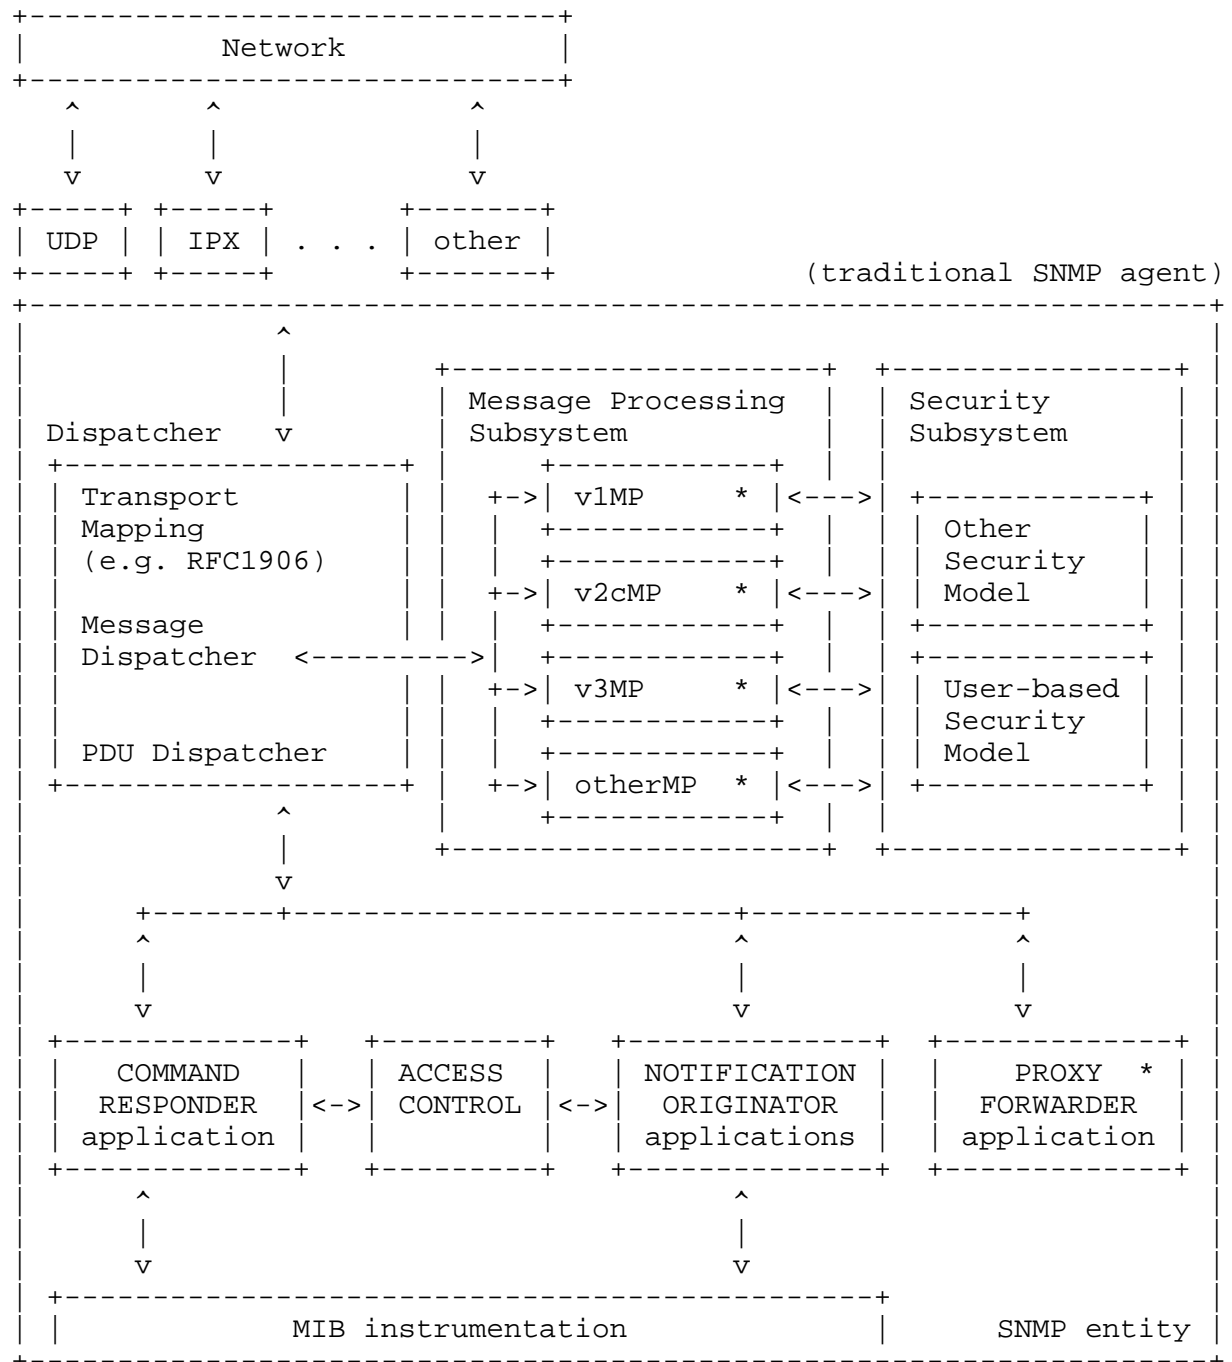 Network
UDP IPX . . . other
(traditional SNMP agent)
Message Processing Security
Dispatcher Subsystem Subsystem
Transport v1MP *
Mapping Other
(e.g. RFC1906) Security
v2cMP * Model
Message
Dispatcher
v3MP * User-based
Security
PDU Dispatcher Model
otherMP *
COMMAND ACCESS NOTIFICATION PROXY *
RESPONDER CONTROL ORIGINATOR FORWARDER
application applications application
MIB instrumentation SNMP entity